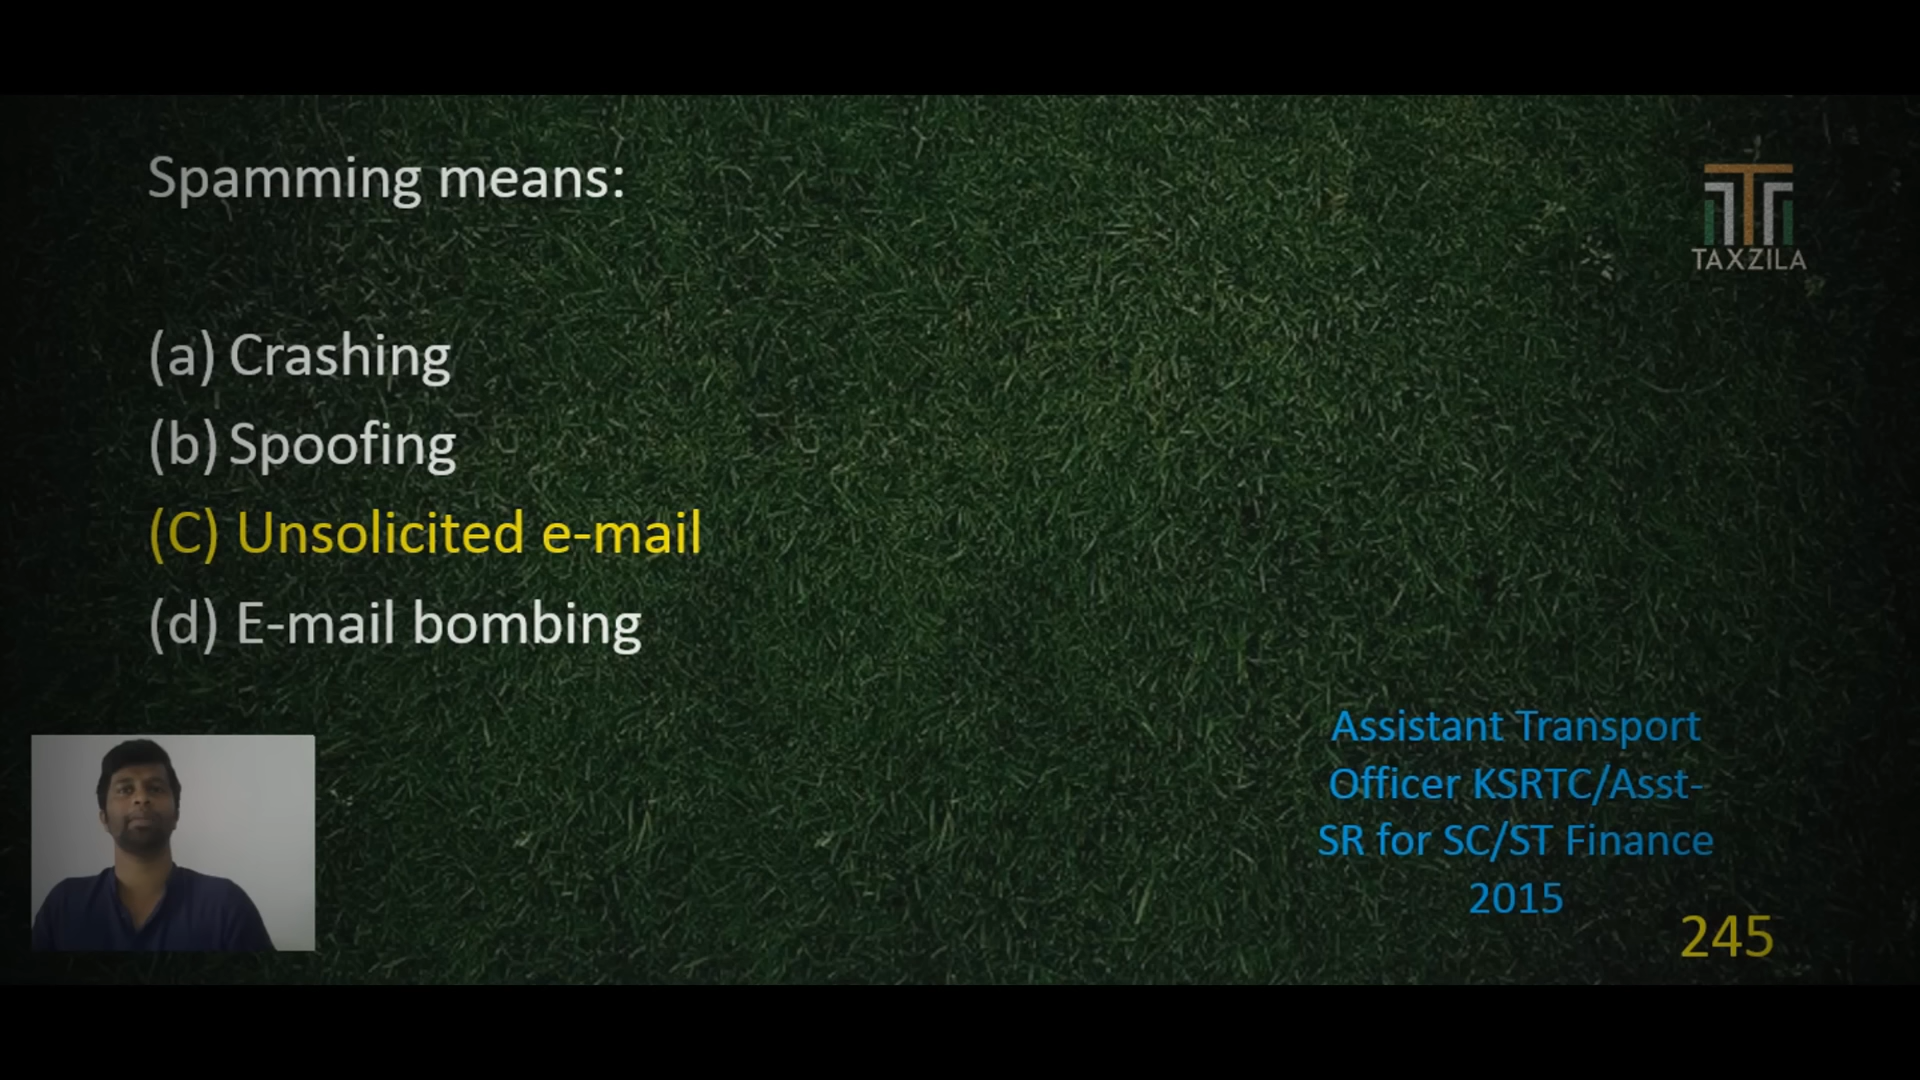 Spamming means:
TAXZILA
(a) Crashing
(b) Spoofing
(C) Unsolicited e-mail
(d) E-mail bombing
Assistant Transport
Officer KSRTC/Asst-
SR for SC/ST Finance
2015
245